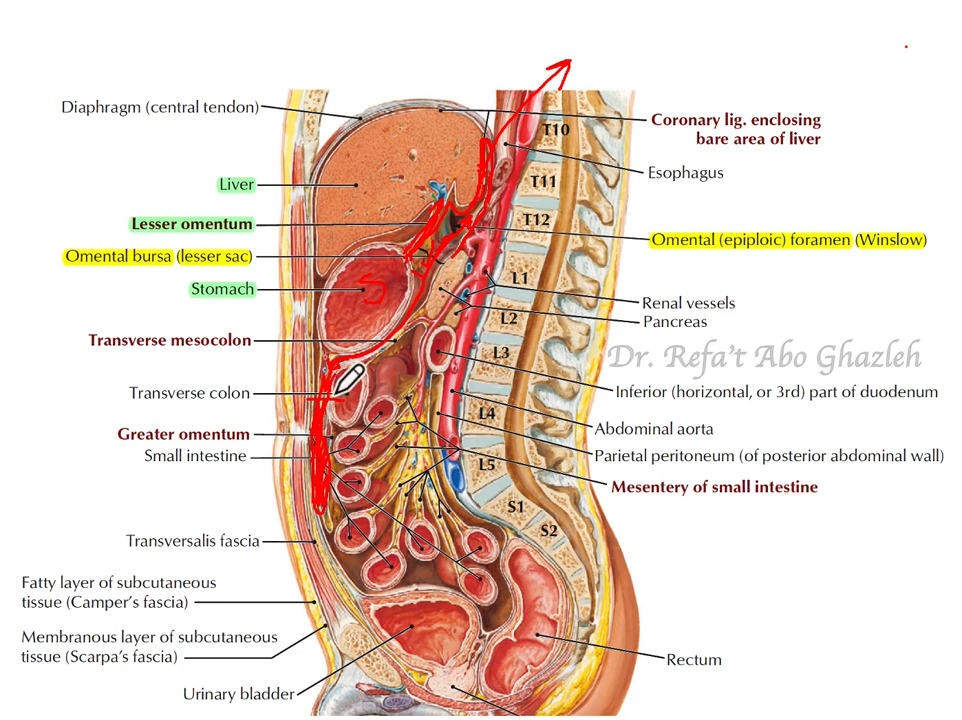 Diaphragm (central tendon)
Liver
Lesser omentum
Omental bursa (lesser sac)
Stomach
Transverse mesocolon
Transverse colon
Greater omentum
Small intestine
Transversalis fascia
Fatty layer of subcutaneous
tissue (Camper's fascia)
Membranous layer of subcutaneous
tissue (Scarpa's fascia)
Urinary bladder
T10
T11
T12
L1
L2
L3
L4
L5
S1
S2
Coronary lig. enclosing
bare area of liver
Esophagus
Omental (epiploic) foramen (Winslow)
Renal vessels
Pancreas
Dr. Refa't Abo Ghazleh
Inferior (horizontal, or 3rd) part of duodenum
Abdominal aorta
Parietal peritoneum (of posterior abdominal wall)
Mesentery of small intestine
Rectum